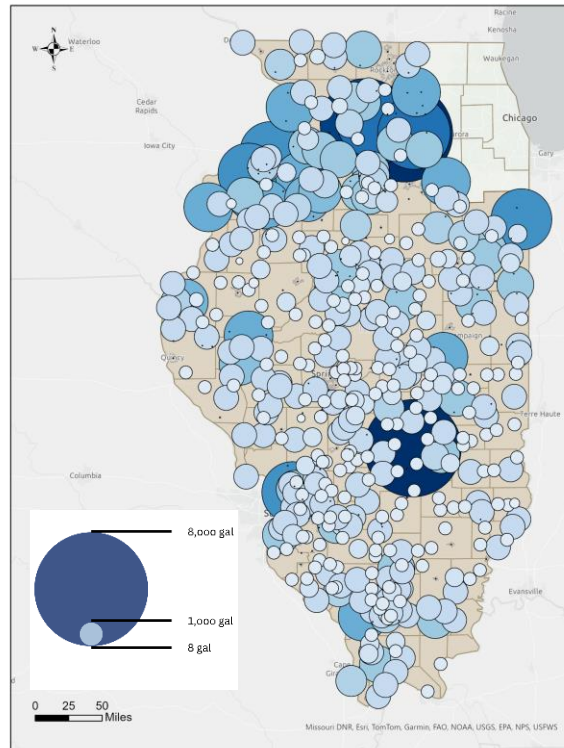 Racine
Kenosha
Waterloo
N
W E
S
Waukegan
Cedar
Rapids
Chicago
Iowa City
Gary
Quincy
Terre Haute
Columbia
8,000 gal
1,000 gal
8 gal
Evansville
Cape
0 25 50
Miles
Missouri DNR, Esri, TomTom, Garmin, FAO, NOAA, USGS, EPA, NPS, USFWS